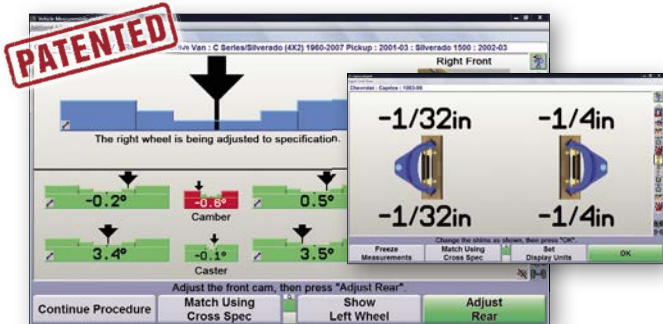 PATENTED
Vehicle Measurements
ive Van : C Series/Silverado (4X2) 1960-2007 Pickup : 2001-03 : Silverado 1500 : 2002-03
Right Front
The right wheel is being adjusted to specification.
-0.2°
-0.6°
0.5°
Camber
3.4°
-0.1°
3.5°
Caster
Adjust the front cam, then press "Adjust Rear".
Continue Procedure
Match Using
Cross Spec
Show
Left Wheel
Adjust
Rear
Chevrolet : Caprice : 1993-96
-1/32in
-1/4in
-1/32in
-1/4in
Change the shims as shown, then press "OK".
Freeze
Measurements
Match Using
Cross Spec
Set
Display Units
OK